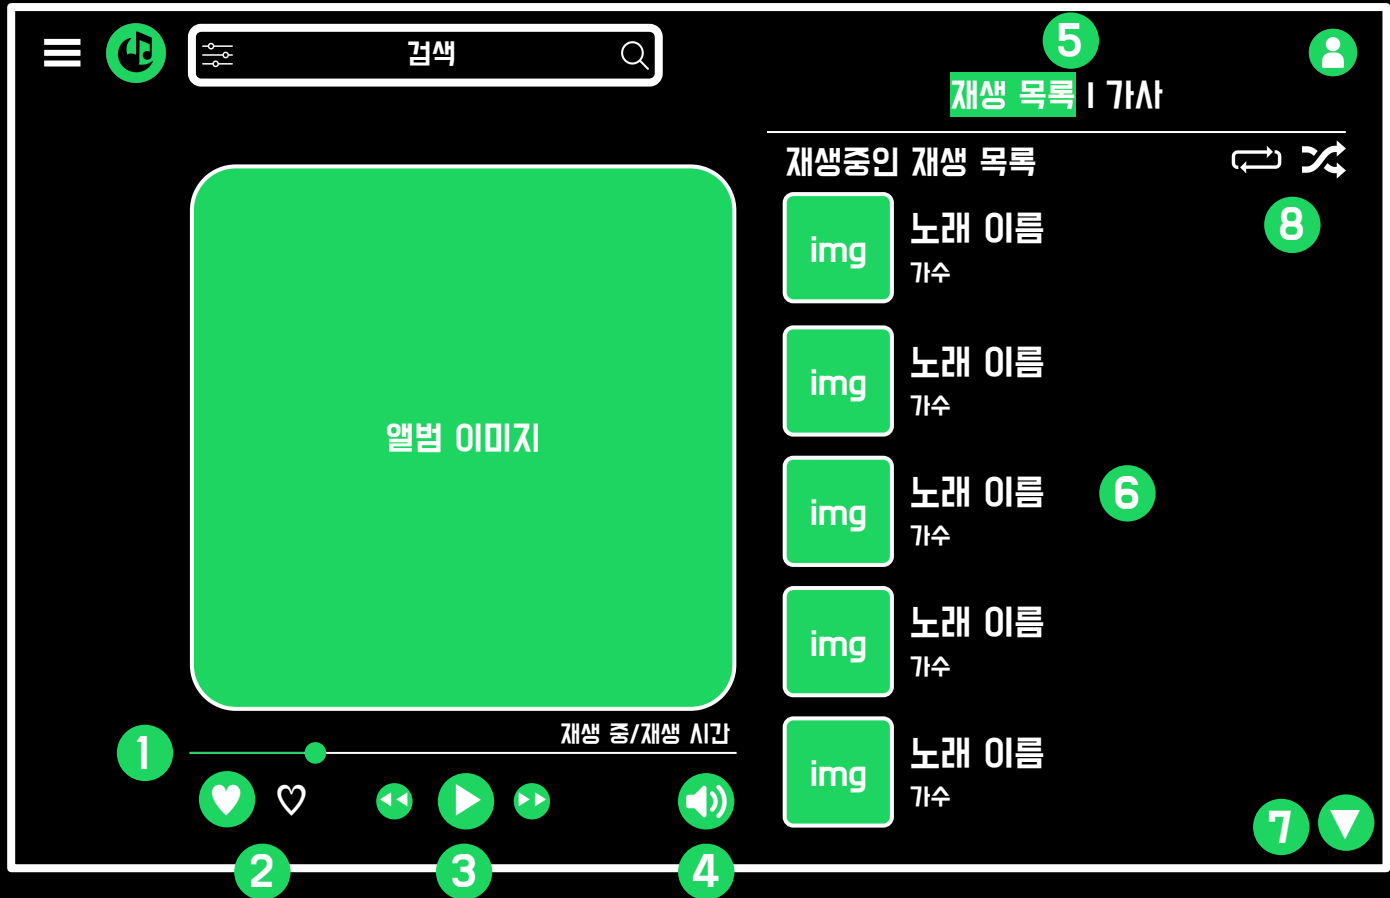 검색
5
재생 목록 | 가사
재생중인 재생 목록
8
img
노래 이름
가수
img
노래 이름
가수
img
노래 이름
가수
6
img
노래 이름
가수
img
노래 이름
가수
7
앨범 이미지
재생 중/재생 시간
1
2
3
4